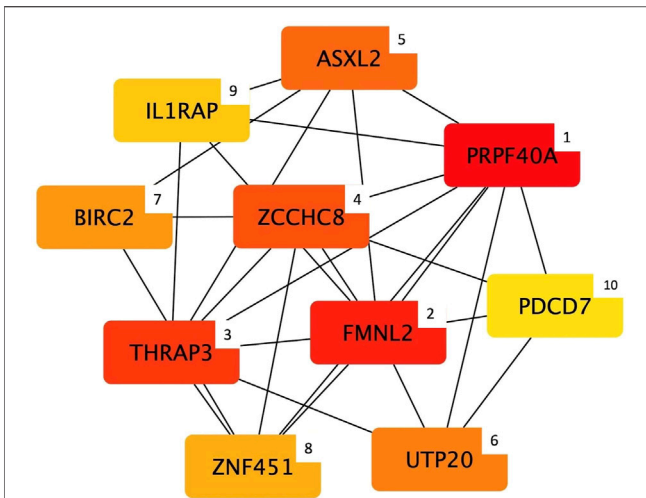 5
ASXL2
9
IL1RAP
1
PRPF40A
7
BIRC2
4
ZCCHC8
10
PDCD7
2
FMNL2
3
THRAP3
8
ZNF451
6
UTP20